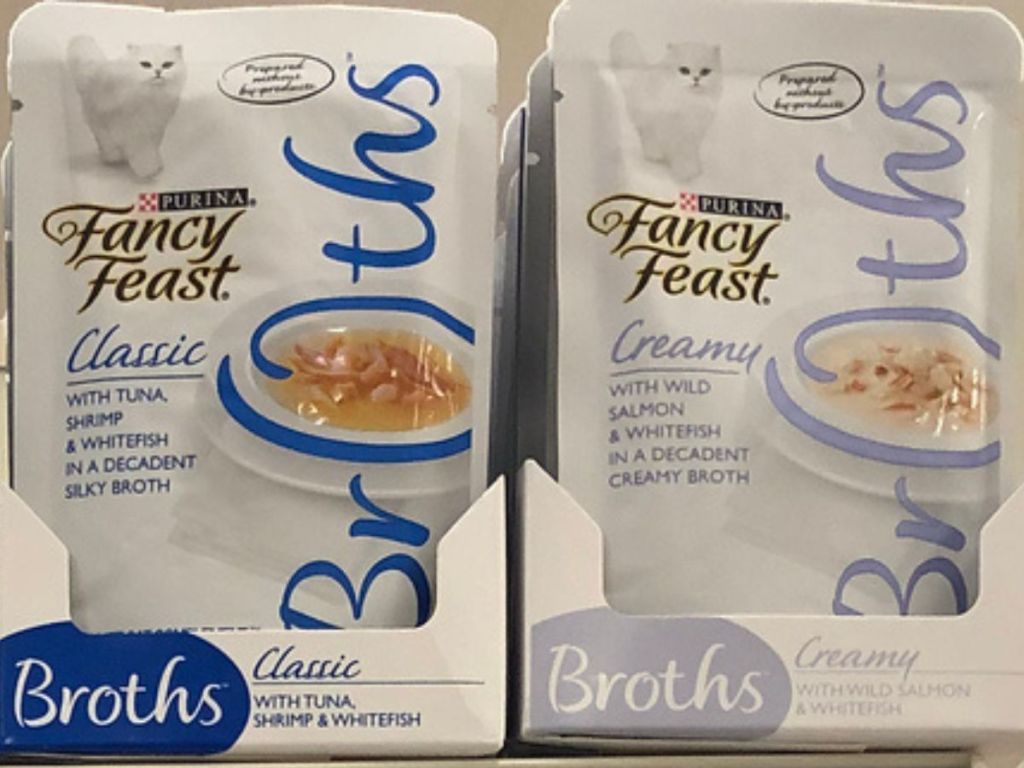 Prepared
without
by-products
PURINA
Fancy
Feast
Classic
WITH TUNA,
SHRIMP
& WHITEFISH
IN A DECADENT
SILKY BROTH
Broths
Broths
Classic
WITH TUNA,
SHRIMP & WHITEFISH
Prepared
without
by-products
PURINA
Fancy
Feast
Creamy
WITH WILD
SALMON
& WHITEFISH
IN A DECADENT
CREAMY BROTH
Broths
Broths
Creamy
WITH WILD SALMON
& WHITEFISH